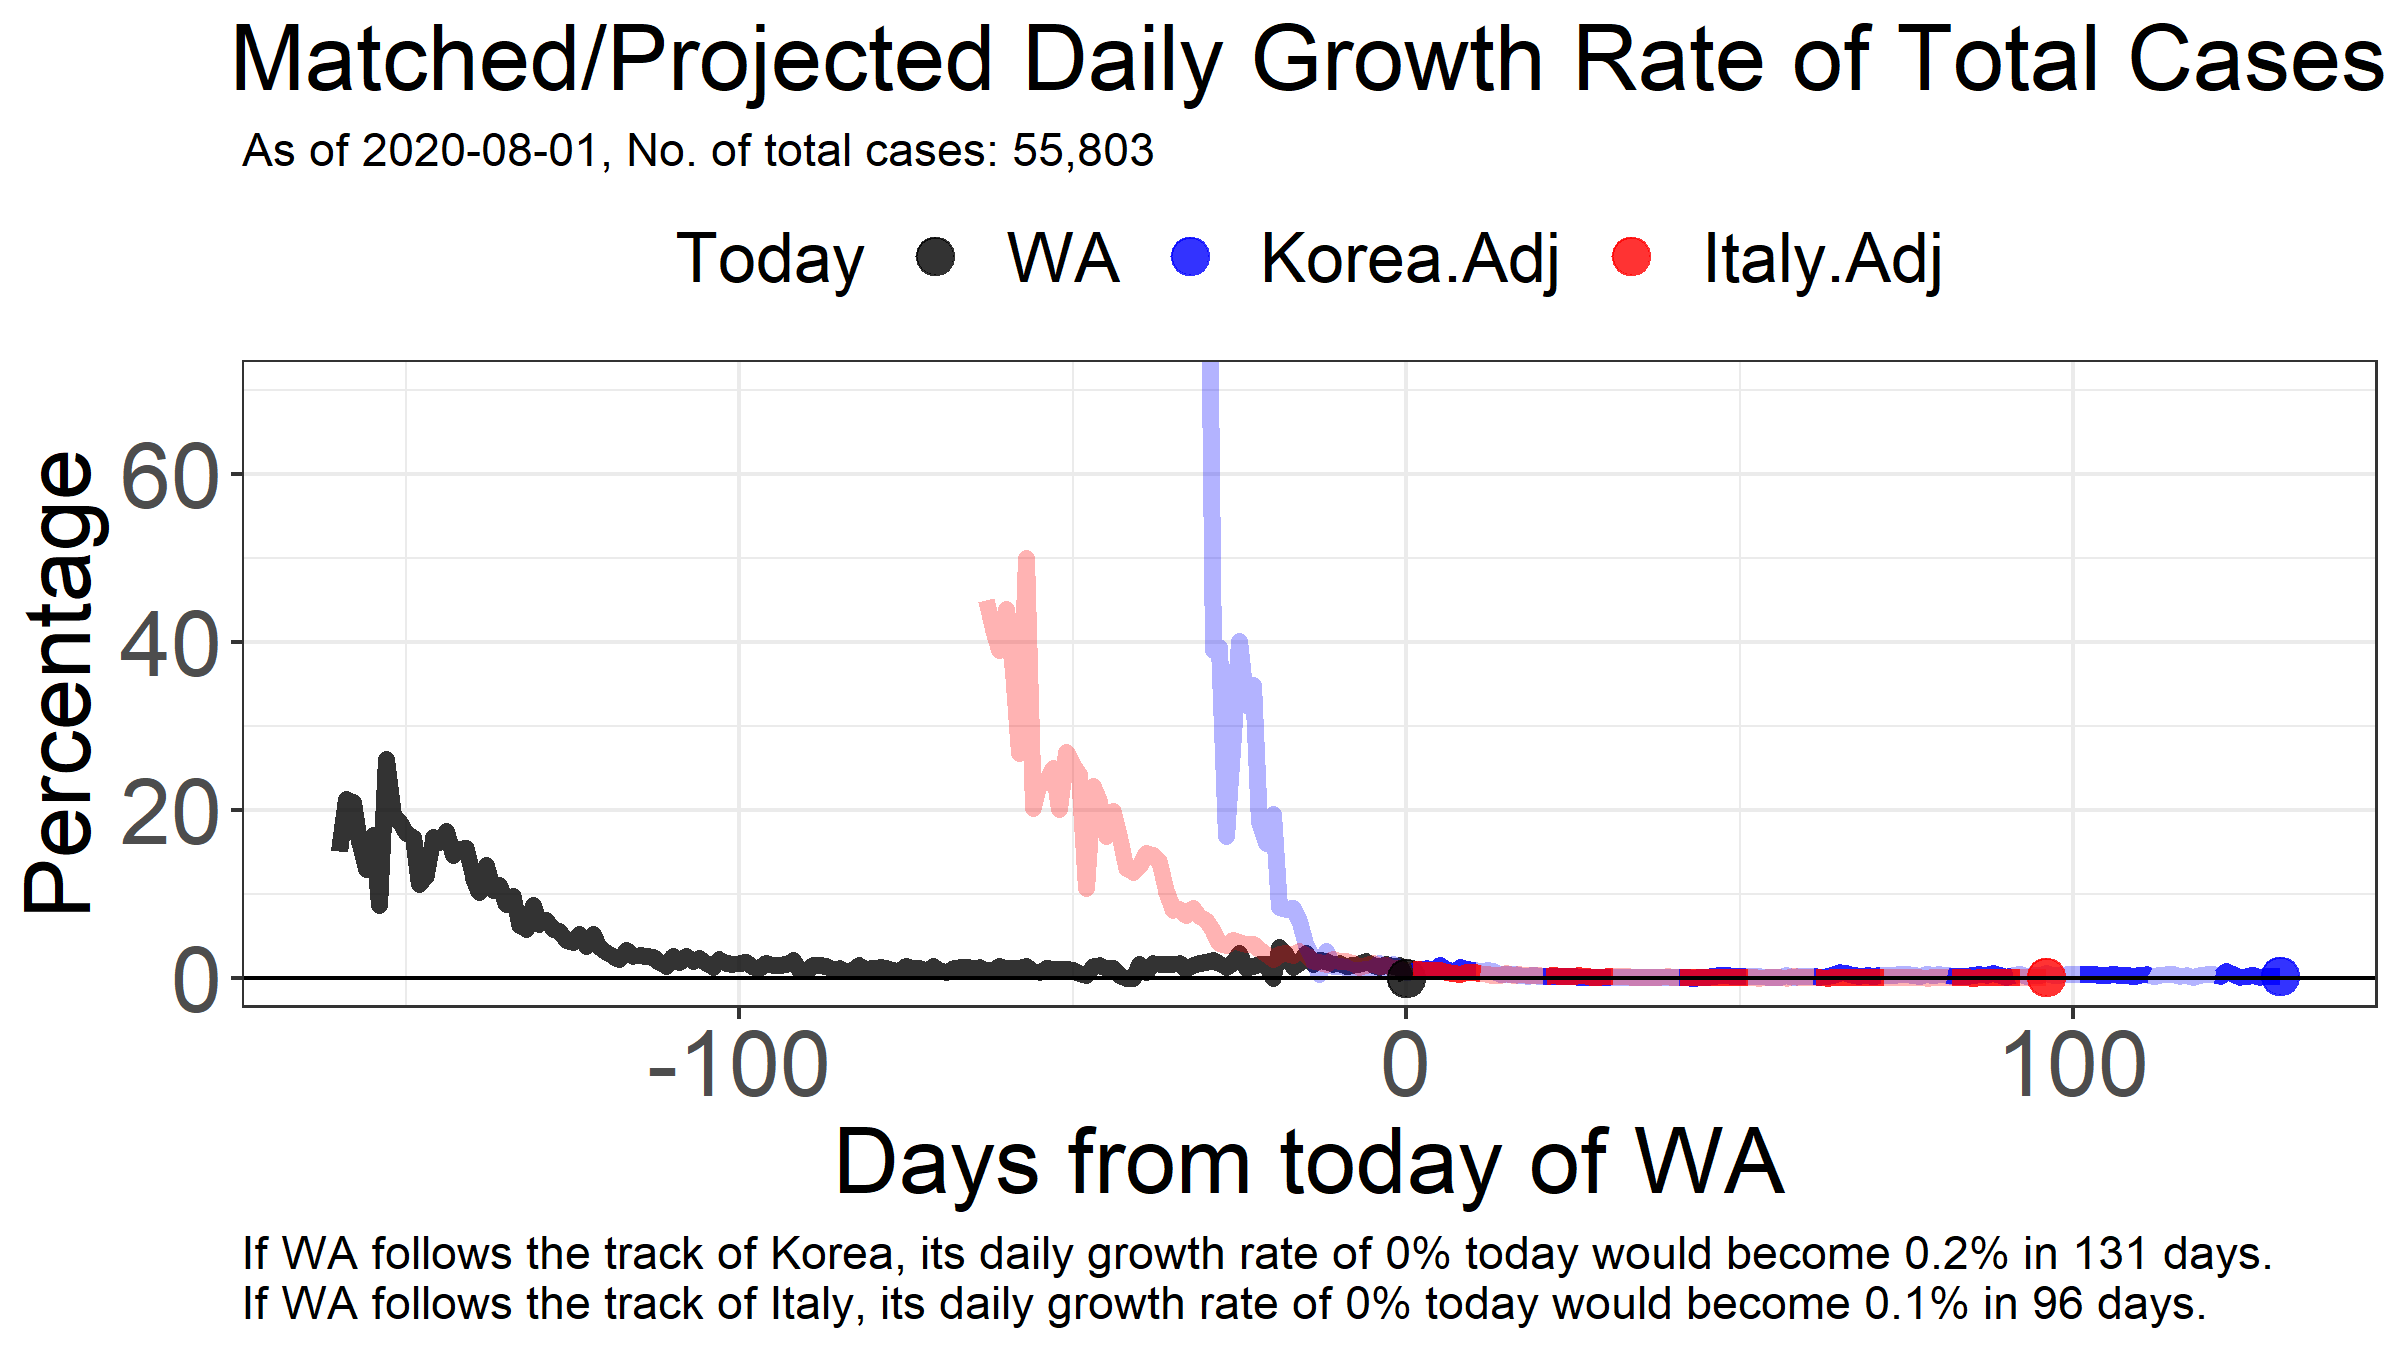 Matched/Projected Daily Growth Rate of Total Cases
As of 2020-08-01, No. of total cases: 55,803
Today WA Korea.Adj Italy.Adj
Percentage
60
40
20
0
-100 0 100
Days from today of WA
If WA follows the track of Korea, its daily growth rate of 0% today would become 0.2% in 131 days.
If WA follows the track of Italy, its daily growth rate of 0% today would become 0.1% in 96 days.